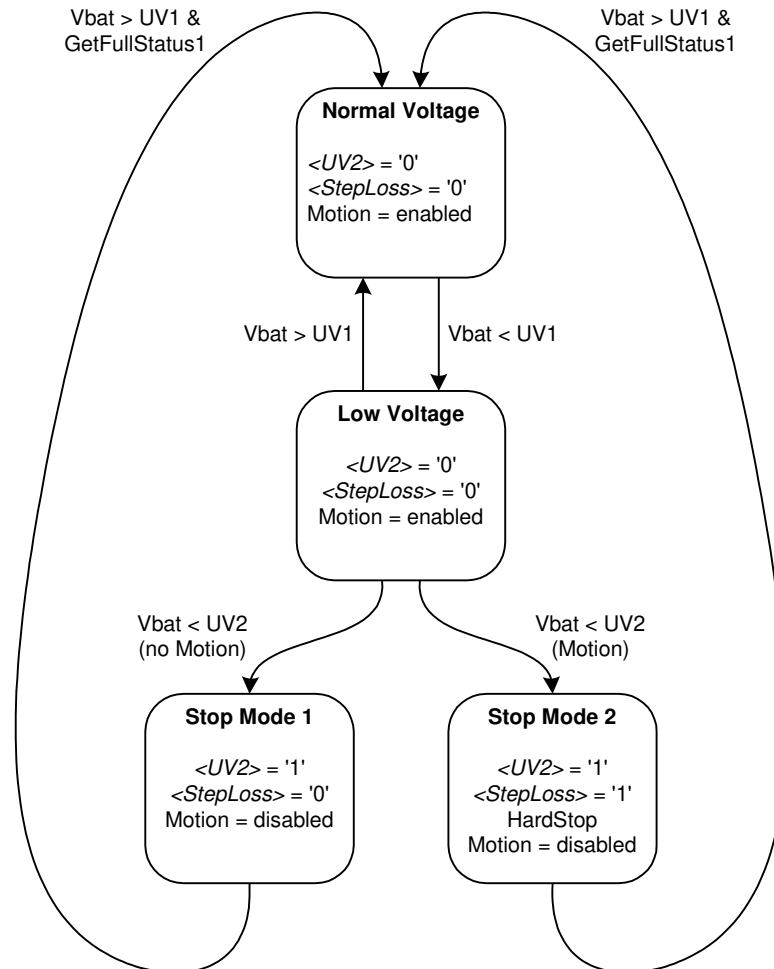 Vbat > UV1 &
GetFullStatus1
Vbat > UV1 &
GetFullStatus1
Normal Voltage
<UV2> = '0'
<StepLoss> = '0'
Motion = enabled
Vbat > UV1
Vbat < UV1
Low Voltage
<UV2> = '0'
<StepLoss> = '0'
Motion = enabled
Vbat < UV2
(no Motion)
Vbat < UV2
(Motion)
Stop Mode 1
<UV2> = '1'
<StepLoss> = '0'
Motion = disabled
Stop Mode 2
<UV2> = '1'
<StepLoss> = '1'
HardStop
Motion = disabled